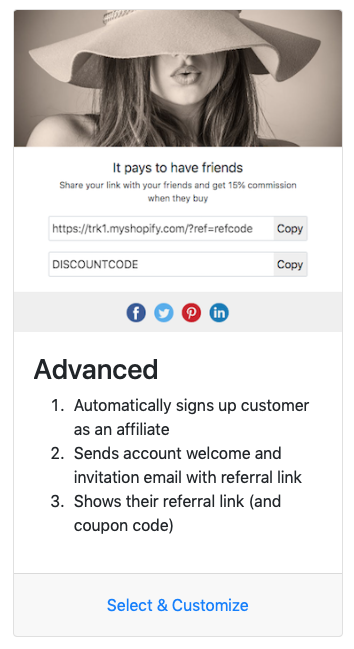 It pays to have friends
Share your link with your friends and get 15% commission
when they buy
https://trk1.myshopify.com/?ref=refcode Copy
DISCOUNTCODE Copy
Advanced
1. Automatically signs up customer
as an affiliate
2. Sends account welcome and
invitation email with referral link
3. Shows their referral link (and
coupon code)
Select & Customize